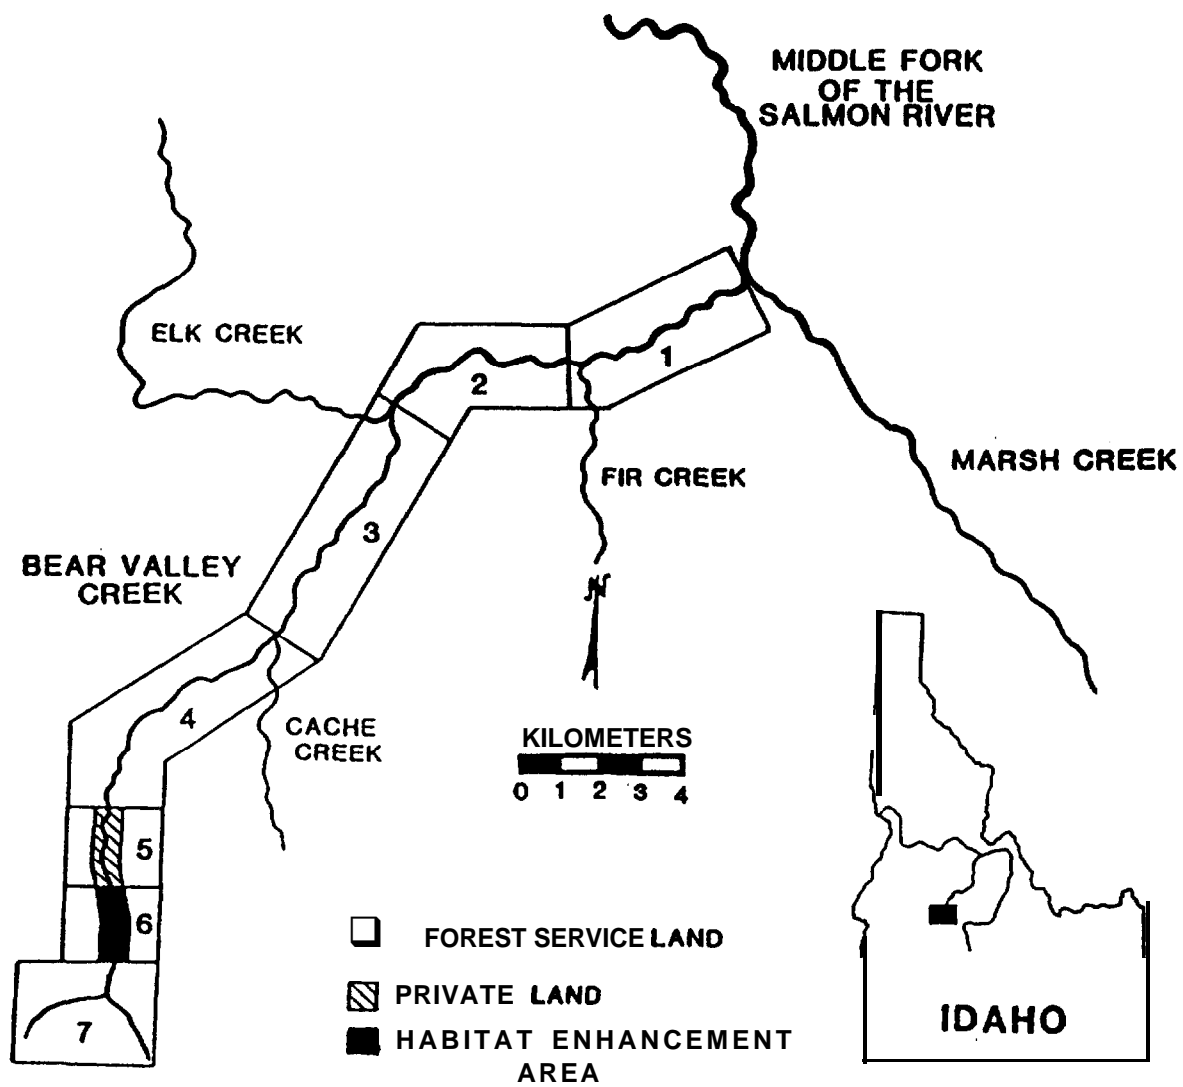 MIDDLE FORK
OF THE
SALMON RIVER
ELK CREEK
1
2
FIR CREEK
MARSH CREEK
3
BEAR VALLEY
CREEK
N
4
CACHE
CREEK
KILOMETERS
0 1 2 3 4
5
6
7
FOREST SERVICE LAND
PRIVATE LAND
HABITAT ENHANCEMENT
AREA
IDAHO